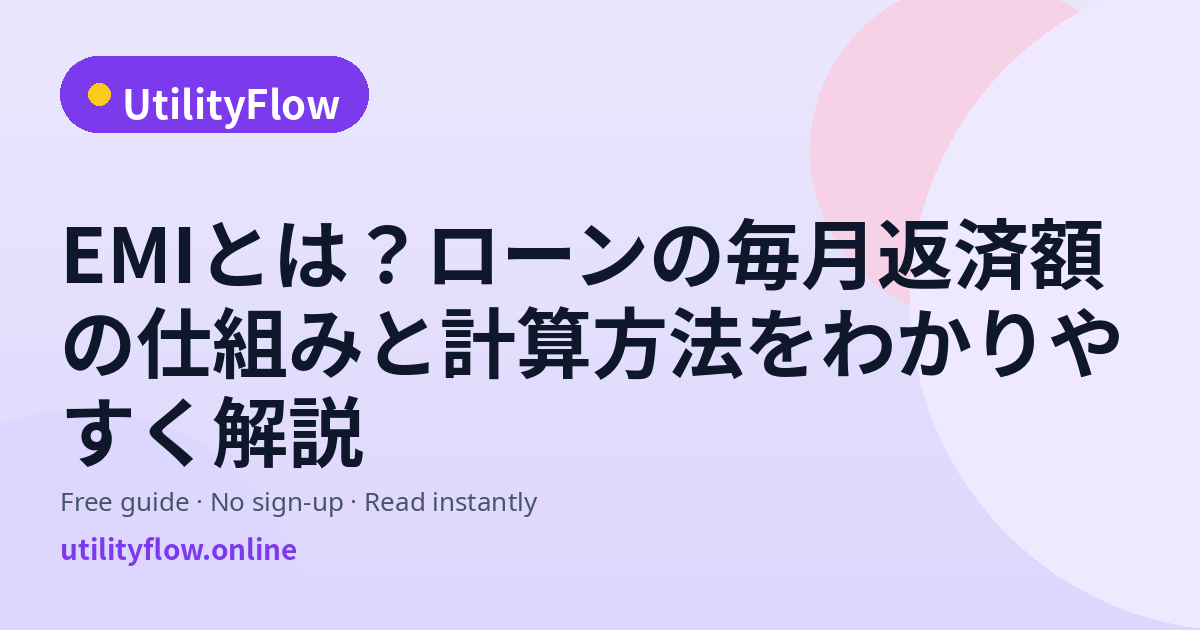 UtilityFlow
EMIとは？ローンの毎月返済額
の仕組みと計算方法をわかりや
すく解説
Free guide · No sign-up · Read instantly
utilityflow.online